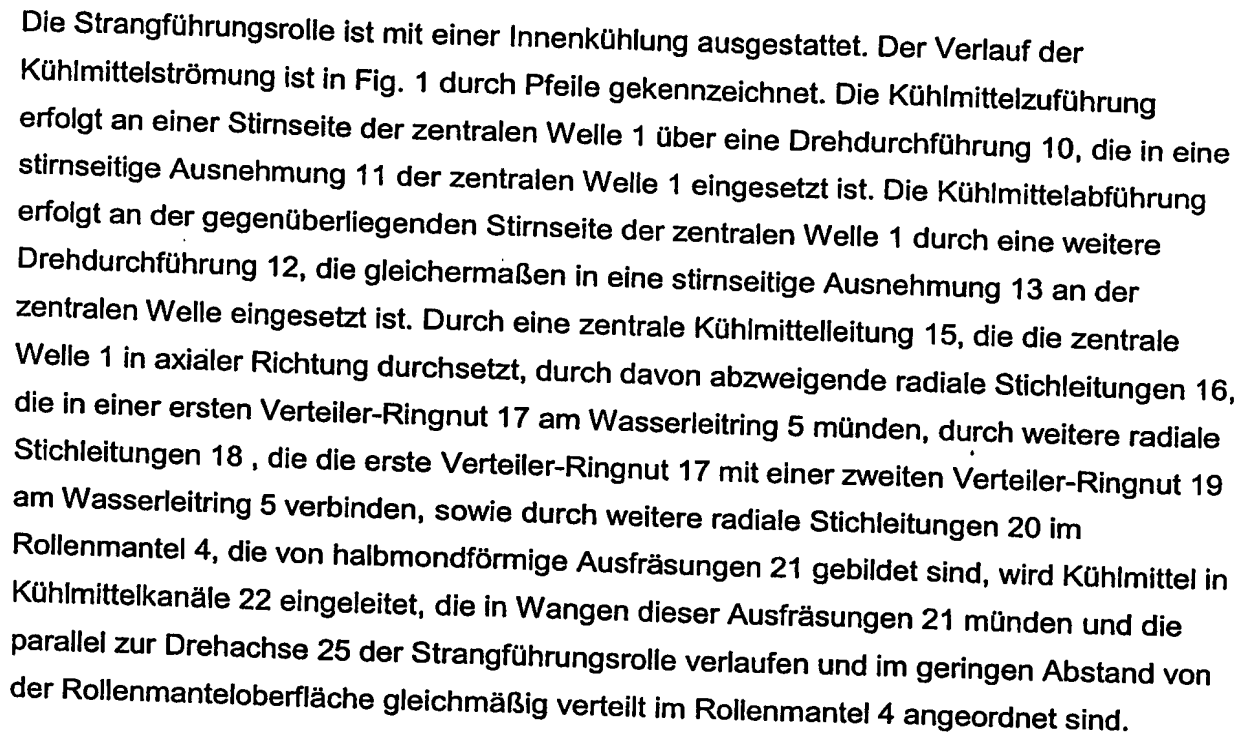 Die Strangführungsrolle ist mit einer Innenkühlung ausgestattet. Der Verlauf der
Kühlmittelströmung ist in Fig. 1 durch Pfeile gekennzeichnet. Die Kühlmittelzuführung
erfolgt an einer Stirnseite der zentralen Welle 1 über eine Drehdurchführung 10, die in eine
stirnseitige Ausnehmung 11 der zentralen Welle 1 eingesetzt ist. Die Kühlmittelabführung
erfolgt an der gegenüberliegenden Stirnseite der zentralen Welle 1 durch eine weitere
Drehdurchführung 12, die gleichermaßen in eine stirnseitige Ausnehmung 13 an der
zentralen Welle eingesetzt ist. Durch eine zentrale Kühlmittelleitung 15, die die zentrale
Welle 1 in axialer Richtung durchsetzt, durch davon abzweigende radiale Stichleitungen 16,
die in einer ersten Verteiler-Ringnut 17 am Wasserleitring 5 münden, durch weitere radiale
Stichleitungen 18 , die die erste Verteiler-Ringnut 17 mit einer zweiten Verteiler-Ringnut 19
am Wasserleitring 5 verbinden, sowie durch weitere radiale Stichleitungen 20 im
Rollenmantel 4, die von halbmondförmige Ausfräsungen 21 gebildet sind, wird Kühlmittel in
Kühlmittelkanäle 22 eingeleitet, die in Wangen dieser Ausfräsungen 21 münden und die
parallel zur Drehachse 25 der Strangführungsrolle verlaufen und im geringen Abstand von
der Rollenmanteloberfläche gleichmäßig verteilt im Rollenmantel 4 angeordnet sind.